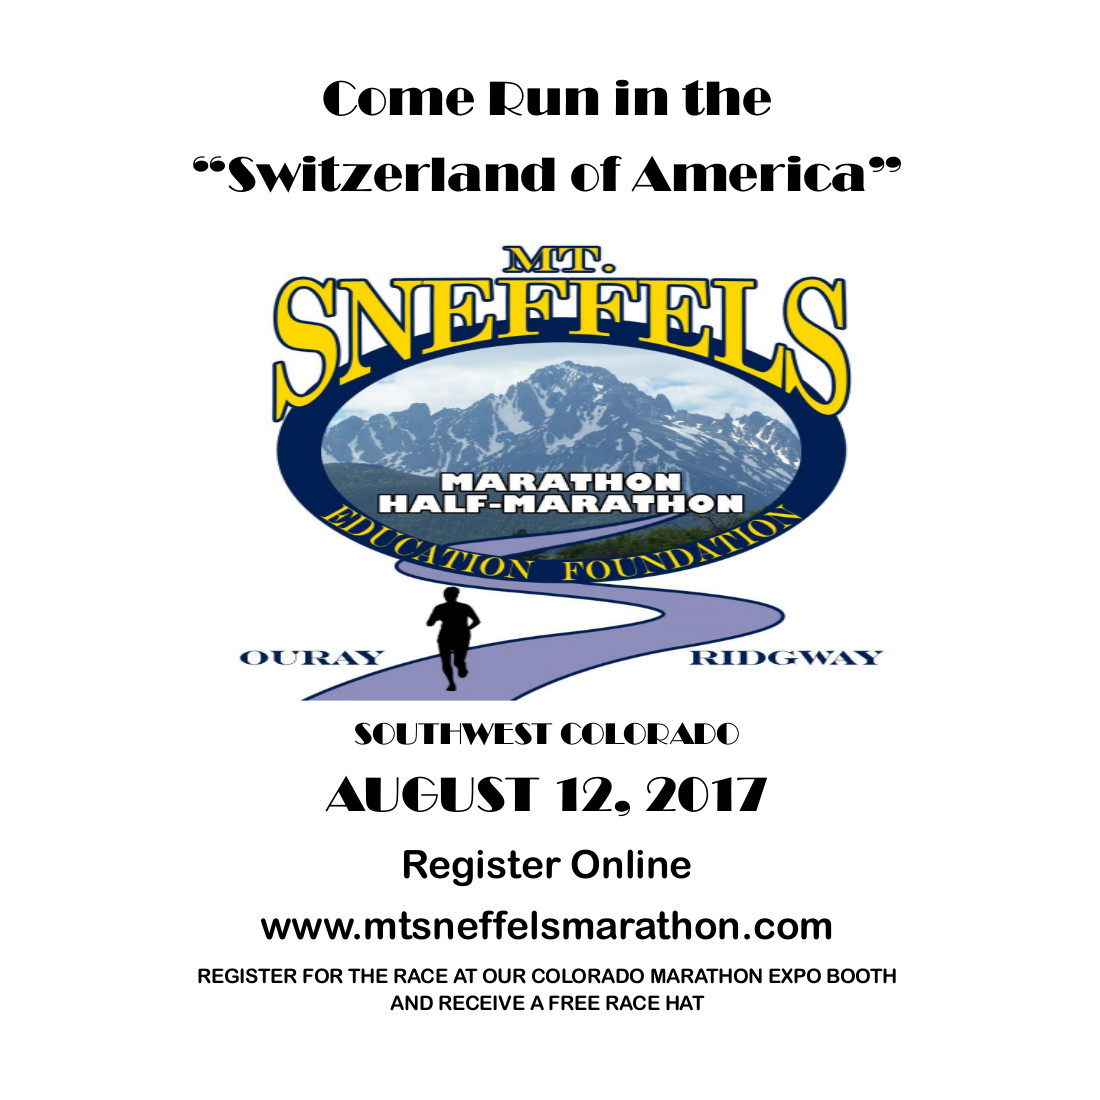 Come Run in the
“Switzerland of America”
MT.
SNEFFELS
MARATHON
HALF-MARATHON
EDUCATION FOUNDATION
OURAY
RIDGWAY
SOUTHWEST COLORADO
AUGUST 12, 2017
Register Online
www.mtsneffelsmarathon.com
REGISTER FOR THE RACE AT OUR COLORADO MARATHON EXPO BOOTH
AND RECEIVE A FREE RACE HAT